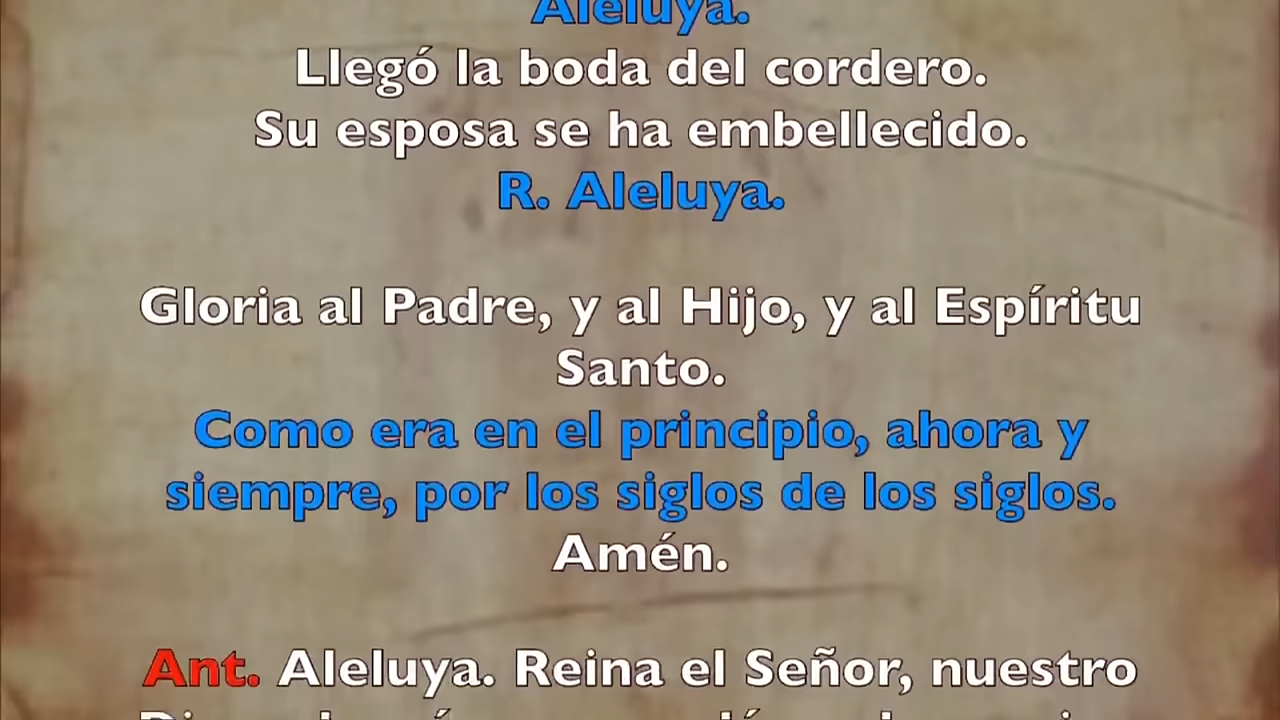 Aleluya.
Llegó la boda del cordero.
Su esposa se ha embellecido.
R. Aleluya.
Gloria al Padre, y al Hijo, y al Espíritu
Santo.
Como era en el principio, ahora y
siempre, por los siglos de los siglos.
Amén.
Ant. Aleluya. Reina el Señor, nuestro